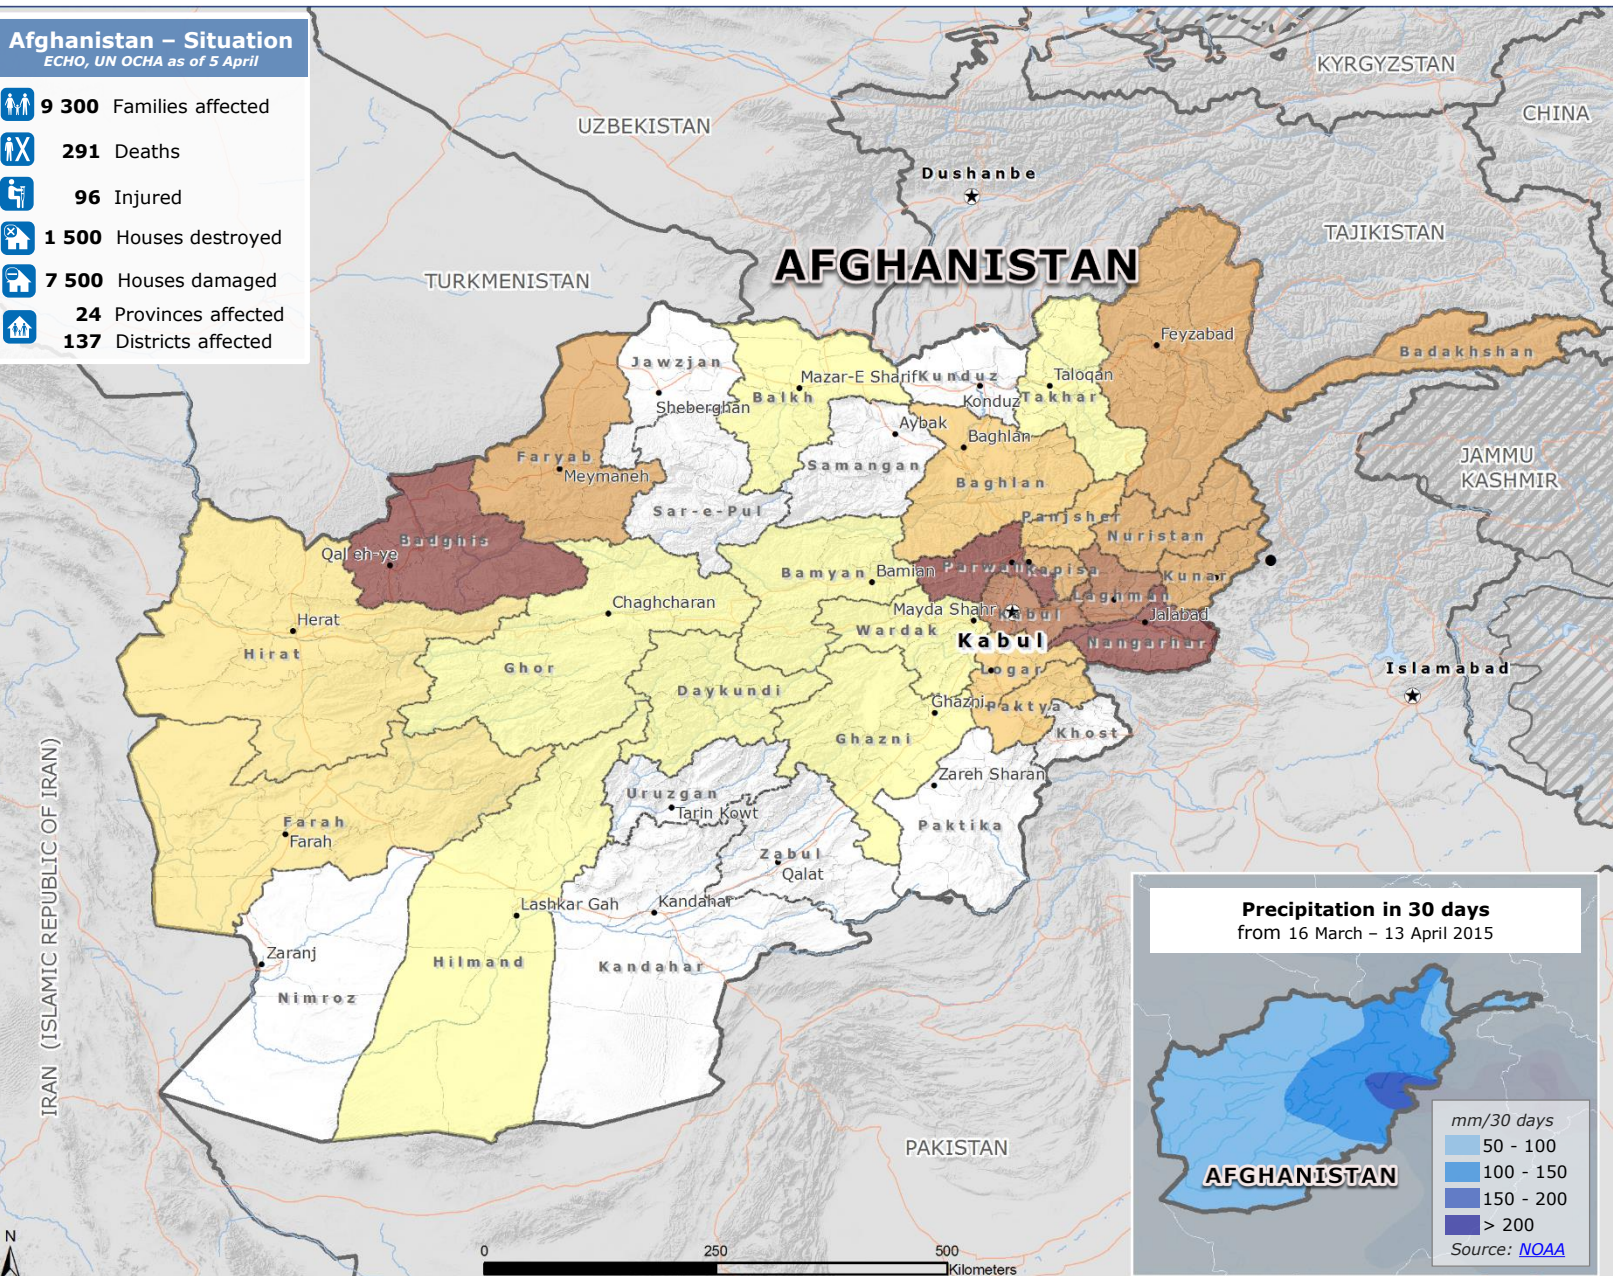 Afghanistan – Situation
ECHO, UN OCHA as of 5 April
9 300 Families affected
291 Deaths
96 Injured
1 500 Houses destroyed
7 500 Houses damaged
24 Provinces affected
137 Districts affected
KYRGYZSTAN
CHINA
UZBEKISTAN
Dushanbe
TAJIKISTAN
AFGHANISTAN
TURKMENISTAN
Feyzabad
Badakhshan
Jawzjan
Mazar-E Sharif
Kunduz
Taloqan
Sheberghan
Balkh
Konduz
Takhar
Aybak
Baghlan
Faryab
Meymaneh
Samangan
JAMMU
KASHMIR
Baghlan
Sar-e-Pul
Panjsher
Nuristan
Badghis
Qal eh-ye
Bamyan
Bamian
Parwan
Kapisa
Kunar
Laghman
Chaghcharan
Mayda Shahr
Kabul
Jalabad
Herat
Wardak
Kabul
Nangarhar
Hirat
Ghor
Logar
Islamabad
Daykundi
Ghazni
Paktya
Ghazni
Khost
Zareh Sharan
Uruzgan
Tarin Kowt
Farah
Farah
Paktika
Zabul
Qalat
Lashkar Gah
Kandahar
Zaranj
Hilmand
Kandahar
Nimroz
IRAN (ISLAMIC REPUBLIC OF IRAN)
PAKISTAN
Precipitation in 30 days
from 16 March – 13 April 2015
AFGHANISTAN
mm/30 days
50 - 100
100 - 150
150 - 200
> 200
Source: NOAA
N
0 250 500
Kilometers